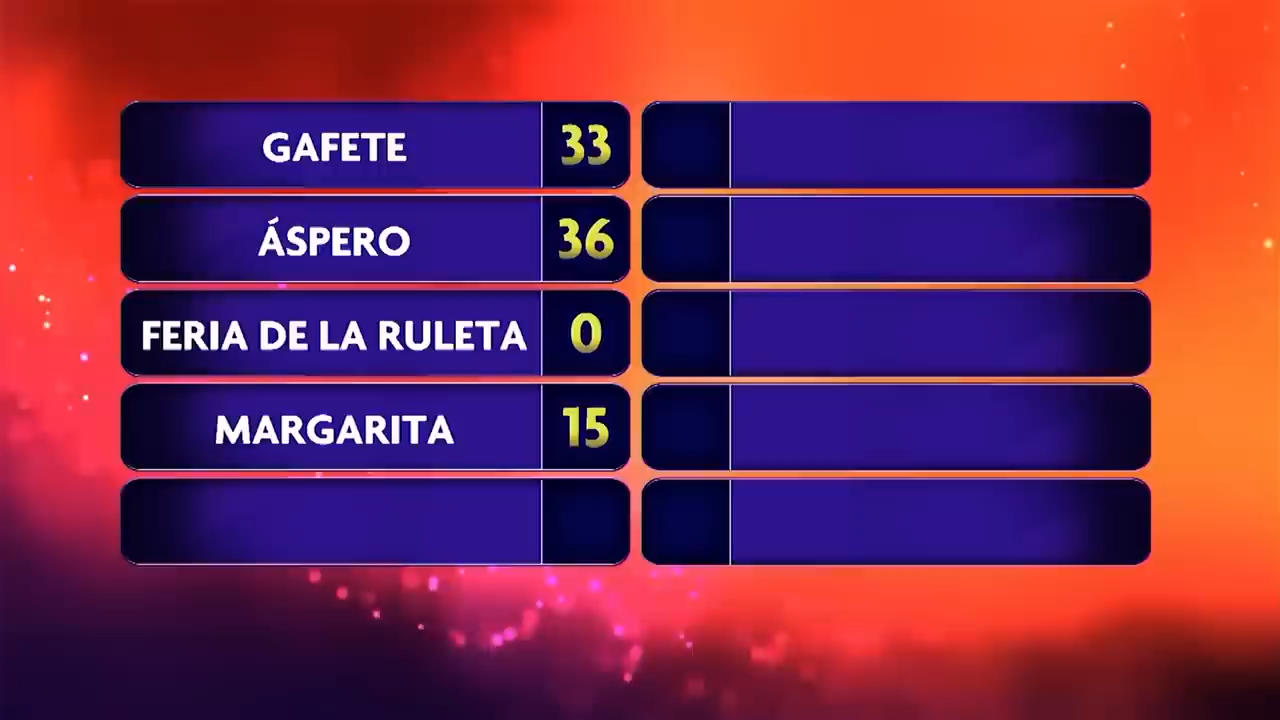 GAFETE 33
ÁSPERO 36
FERIA DE LA RULETA 0
MARGARITA 15